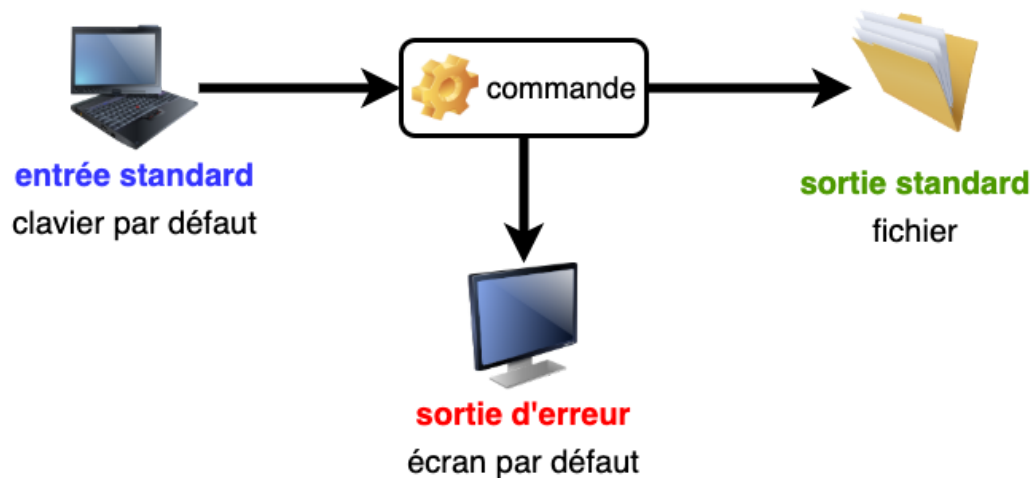 commande
entrée standard
clavier par défaut
sortie standard
fichier
sortie d'erreur
écran par défaut